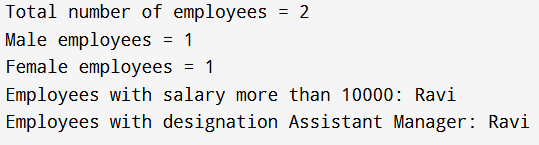 Total number of employees = 2
Male employees = 1
Female employees = 1
Employees with salary more than 10000: Ravi
Employees with designation Assistant Manager: Ravi